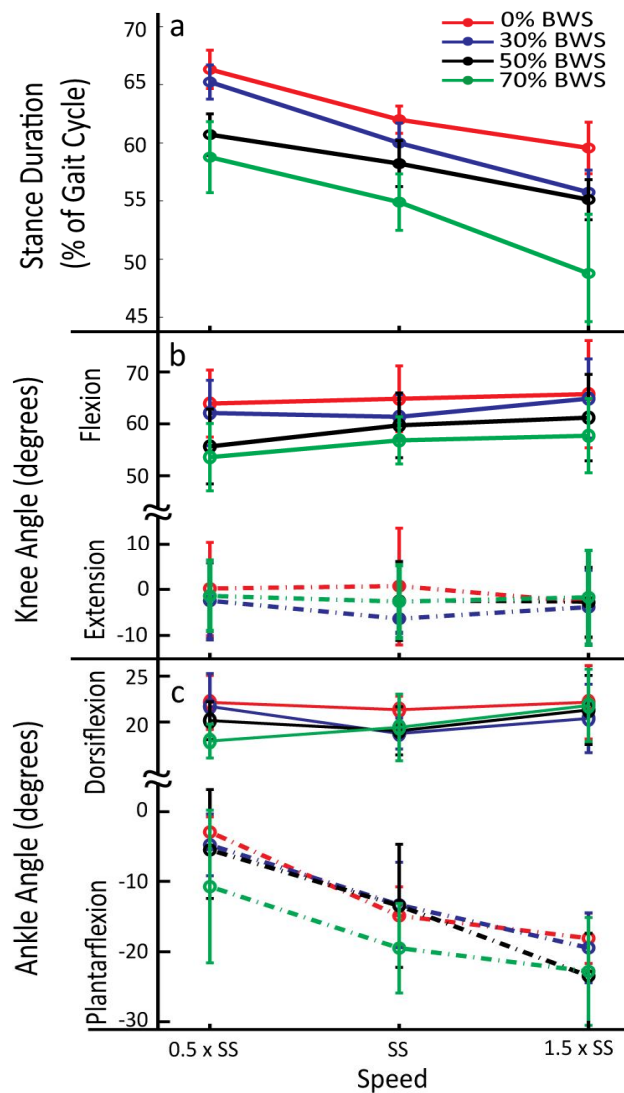 a
0% BWS
30% BWS
50% BWS
70% BWS
Stance Duration
(% of Gait Cycle)
70
65
60
55
50
45
b
Knee Angle (degrees)
Flexion
70
60
50
Extension
10
0
-10
c
Ankle Angle (degrees)
Dorsiflexion
25
20
Plantarflexion
0
-10
-20
-30
0.5 x SS
SS
1.5 x SS
Speed